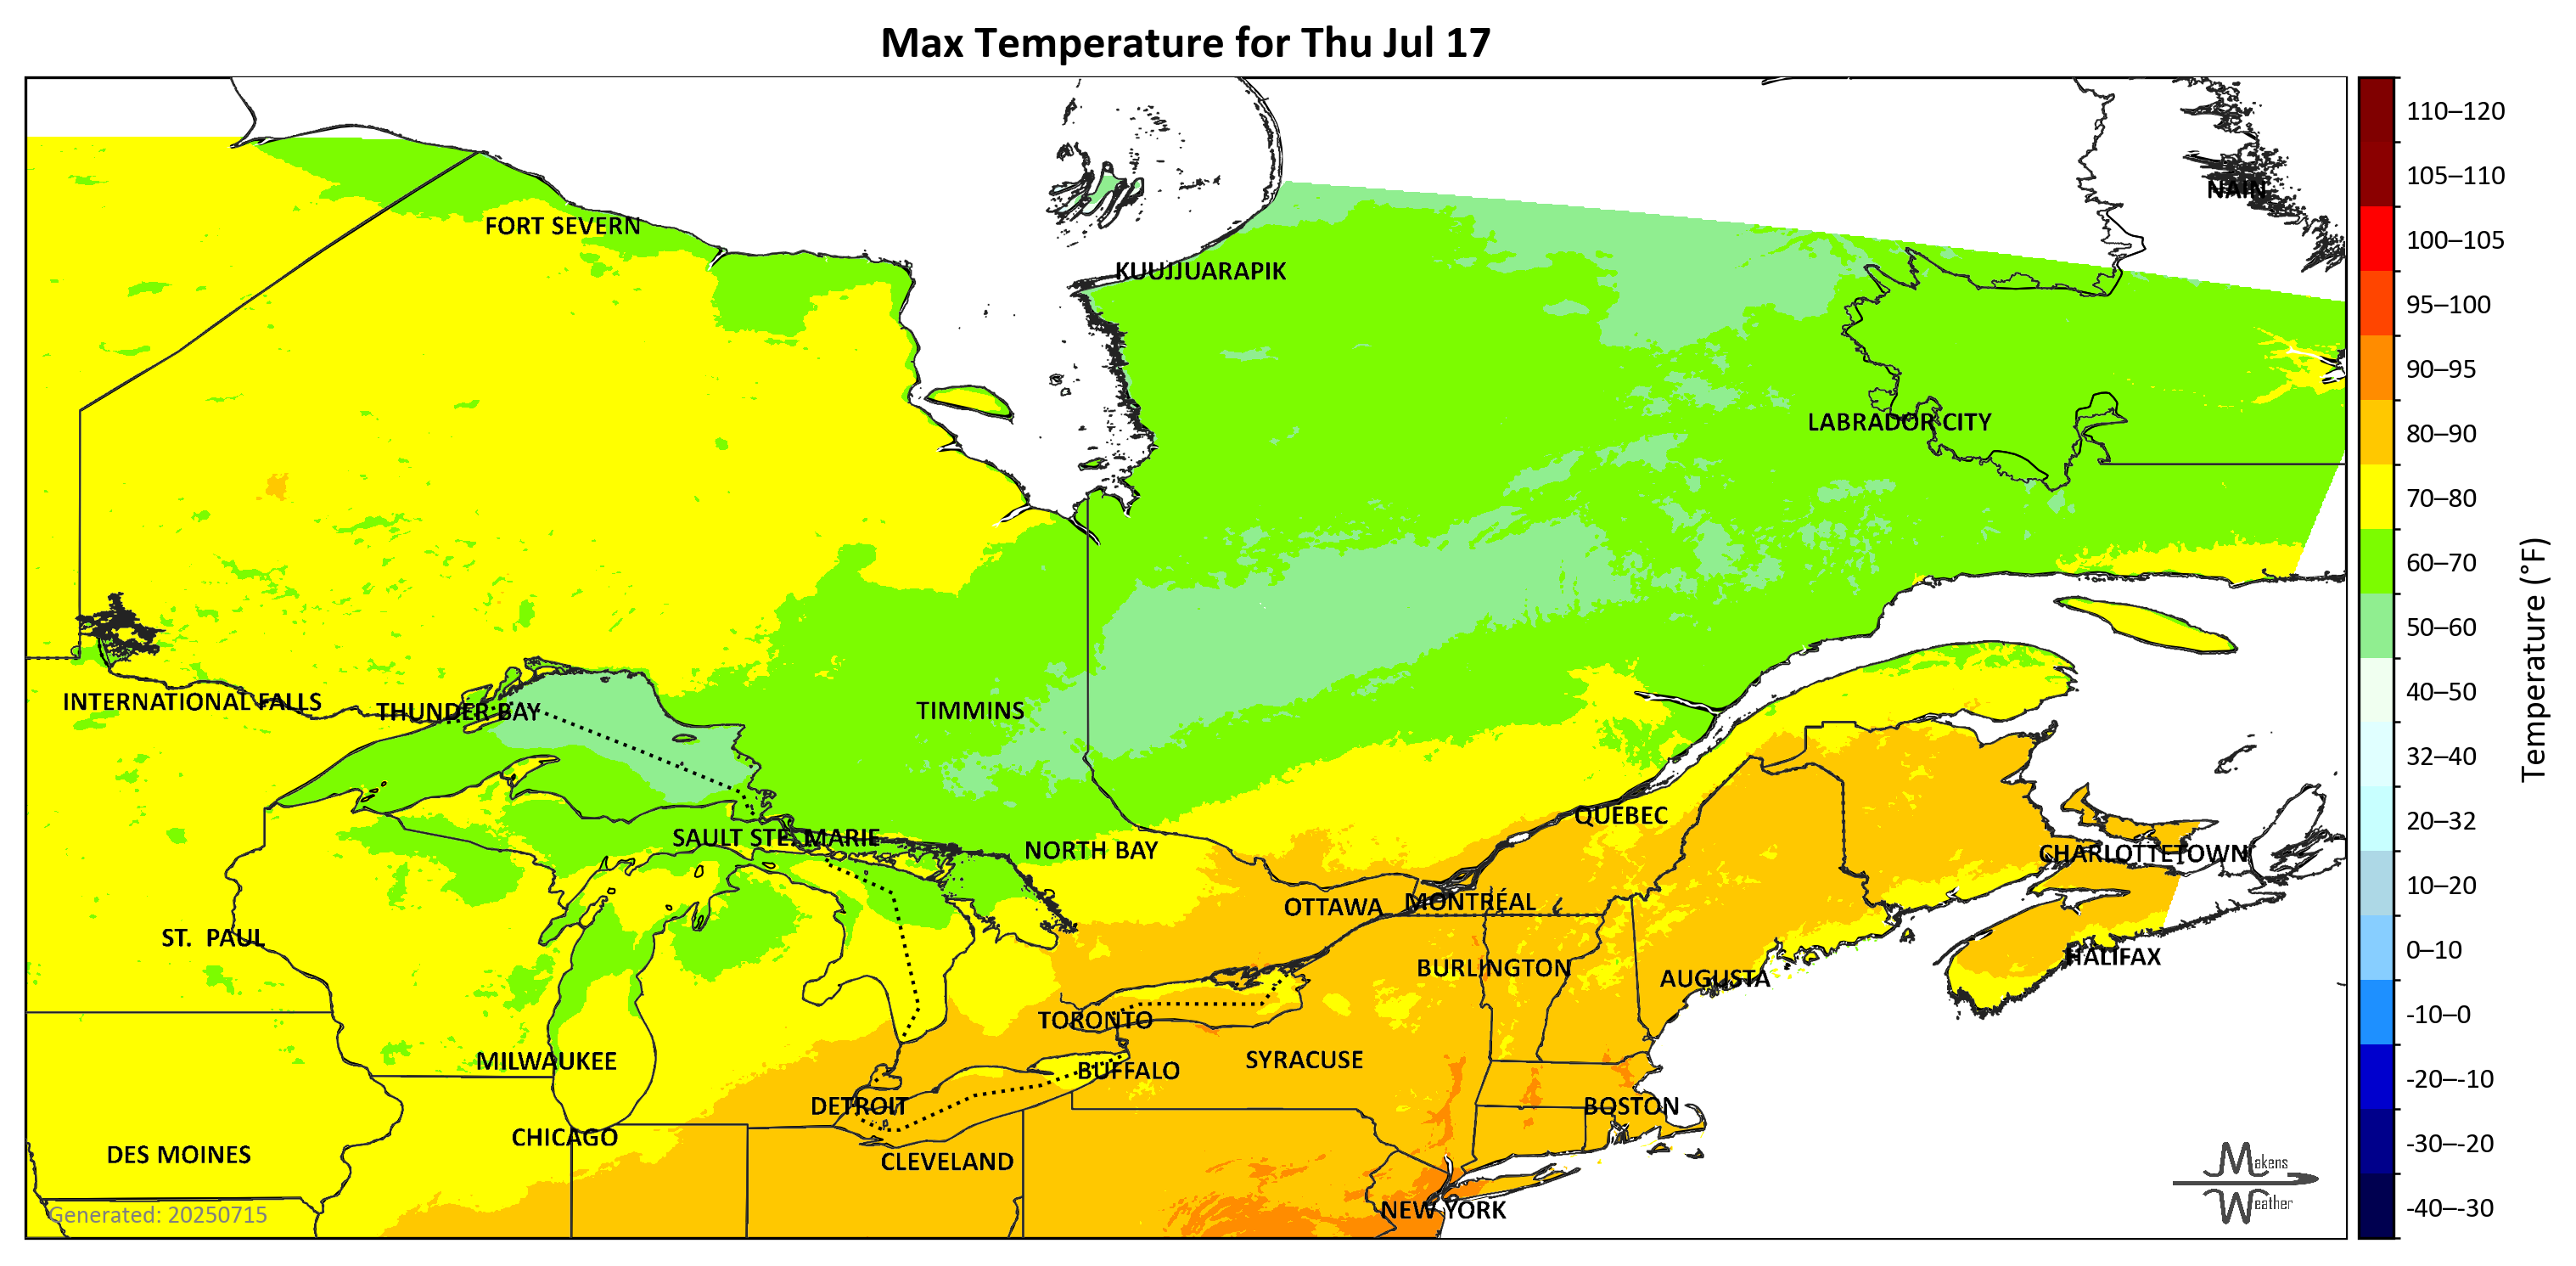 Max Temperature for Thu Jul 17
NAIN
FORT SEVERN
KUUJJUARAPIK
LABRADOR CITY
INTERNATIONAL FALLS
THUNDER BAY
TIMMINS
QUEBEC
SAULT STE. MARIE
NORTH BAY
CHARLOTTETOWN
OTTAWA
MONTRÉAL
ST. PAUL
HALIFAX
BURLINGTON
AUGUSTA
TORONTO
MILWAUKEE
BUFFALO
SYRACUSE
DETROIT
BOSTON
CHICAGO
DES MOINES
CLEVELAND
NEW YORK
Generated: 20250715
Makens
Weather
110–120
105–110
100–105
95–100
90–95
80–90
70–80
60–70
50–60
40–50
32–40
20–32
10–20
0–10
-10–0
-20–-10
-30–-20
-40–-30
Temperature (°F)